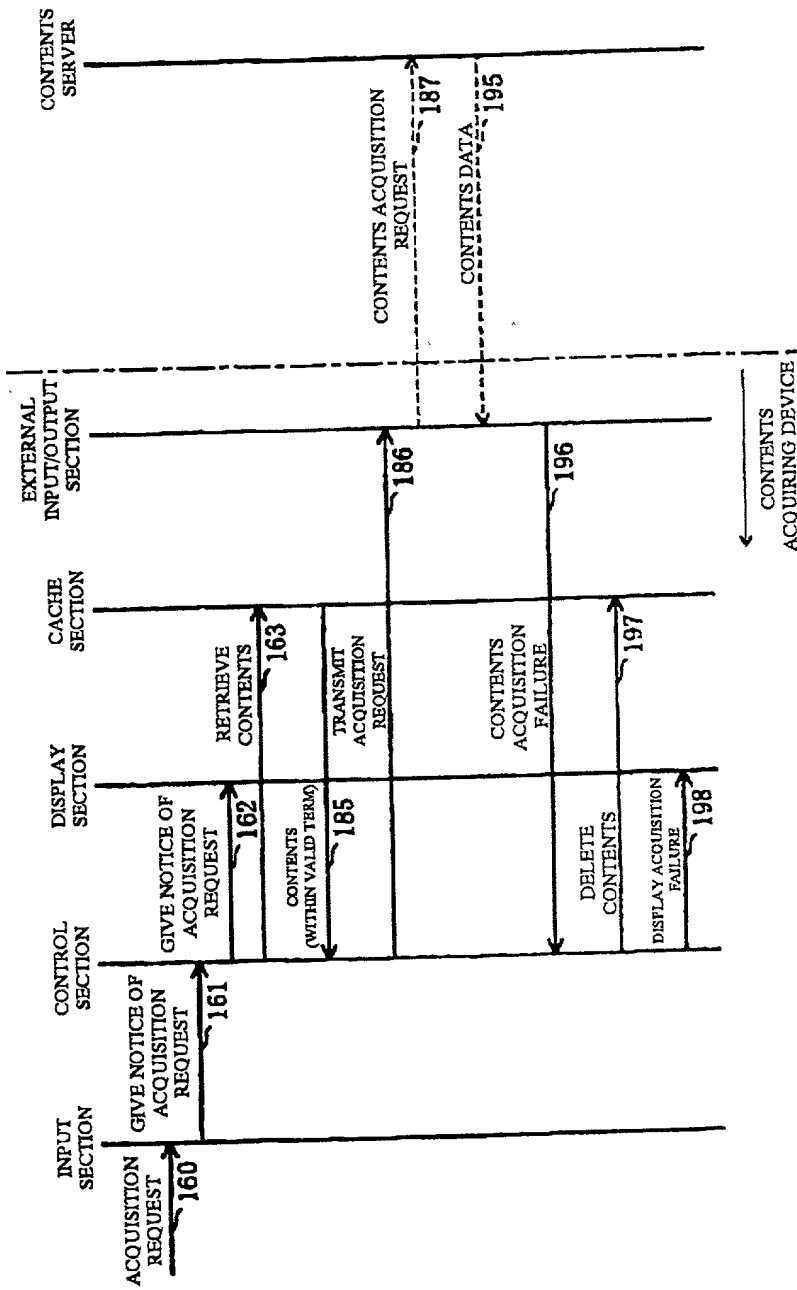 INPUT
SECTION
CONTROL
SECTION
DISPLAY
SECTION
CACHE
SECTION
EXTERNAL
INPUT/OUTPUT
SECTION
CONTENTS
SERVER
ACQUISITION
REQUEST
160
GIVE NOTICE OF
ACQUISITION
REQUEST
161
GIVE NOTICE OF
ACQUISITION
REQUEST
162
RETRIEVE
CONTENTS
163
CONTENTS
(WITHIN VALID TERM)
185
TRANSMIT
ACQUISITION
REQUEST
186
CONTENTS ACQUISITION
REQUEST
187
CONTENTS DATA
195
CONTENTS
ACQUISITION
FAILURE
196
DELETE
CONTENTS
197
DISPLAY ACQUISITION
FAILURE
198
CONTENTS
ACQUIRING DEVICE